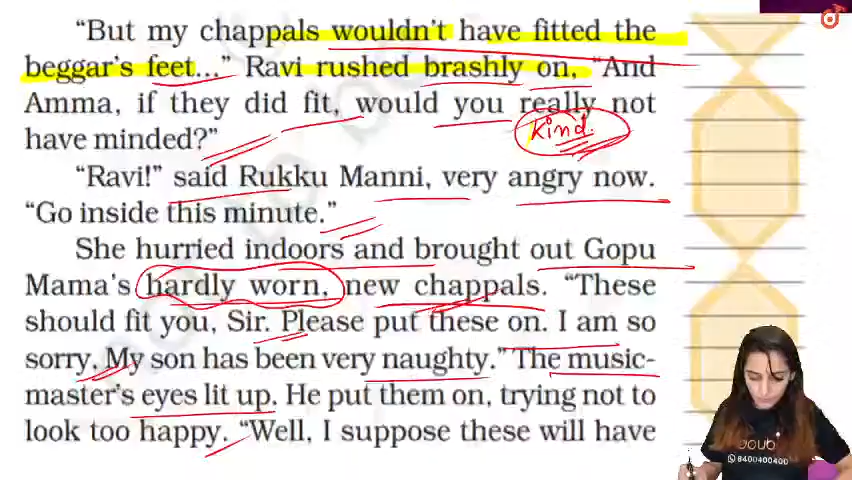 “But my chappals wouldn’t have fitted the
beggar’s feet...” Ravi rushed brashly on, “And
Amma, if they did fit, would you really not
have minded?”
Kind.
“Ravi!” said Rukku Manni, very angry now.
“Go inside this minute.”
She hurried indoors and brought out Gopu
Mama’s hardly worn, new chappals. “These
should fit you, Sir. Please put these on. I am so
sorry. My son has been very naughty.” The music-
master’s eyes lit up. He put them on, trying not to
look too happy. “Well, I suppose these will have
doub
8400400400